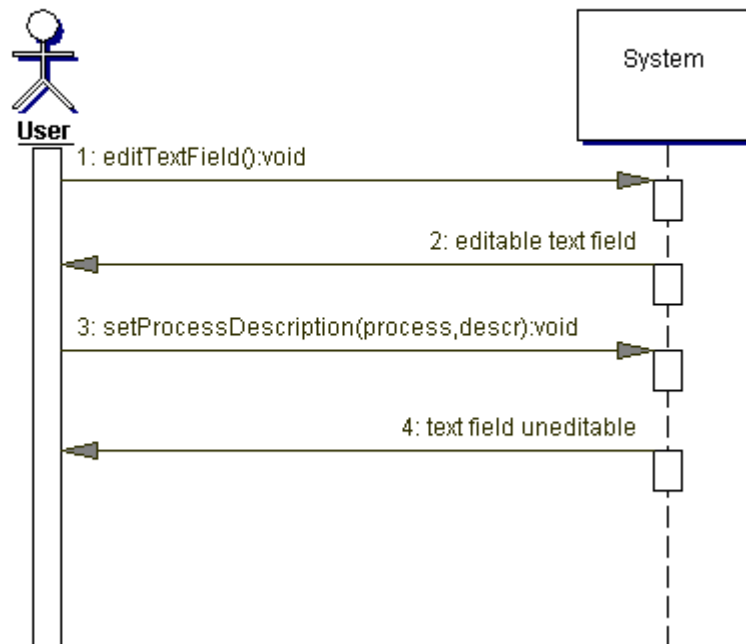 System
User
1: editTextField():void
2: editable text field
3: setProcessDescription(process,descr):void
4: text field uneditable